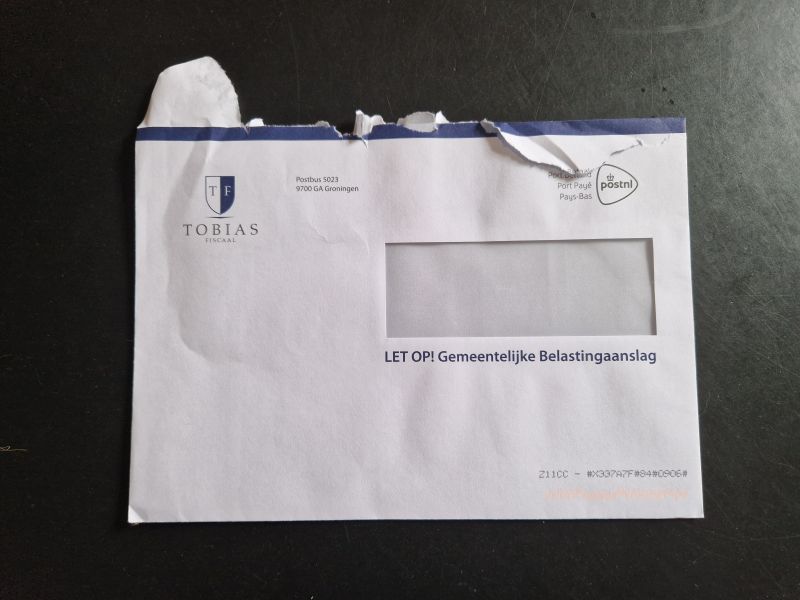 T F
TOBIAS
FISCAAL
Postbus 5023
9700 GA Groningen
Port
Port Payé
Pays-Bas
postnl
LET OP! Gemeentelijke Belastingaanslag
Z11CC - #X337A7F#84#0906#